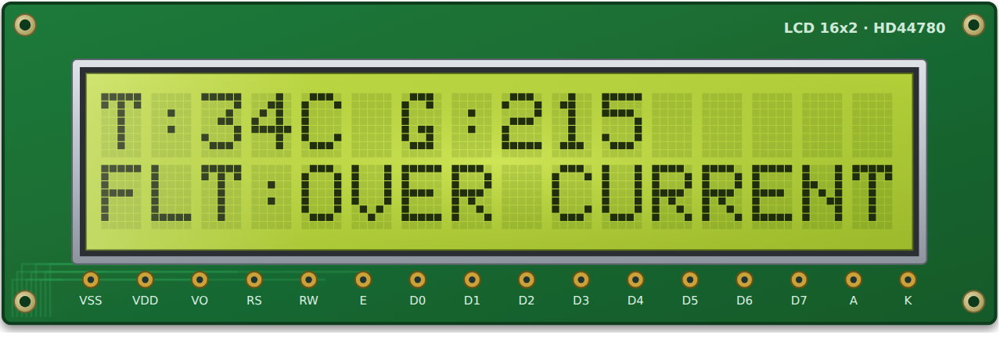 LCD 16x2 · HD44780
T:34C G:215
FLT:OVER CURRENT
VSS VDD VO RS RW E D0 D1 D2 D3 D4 D5 D6 D7 A K